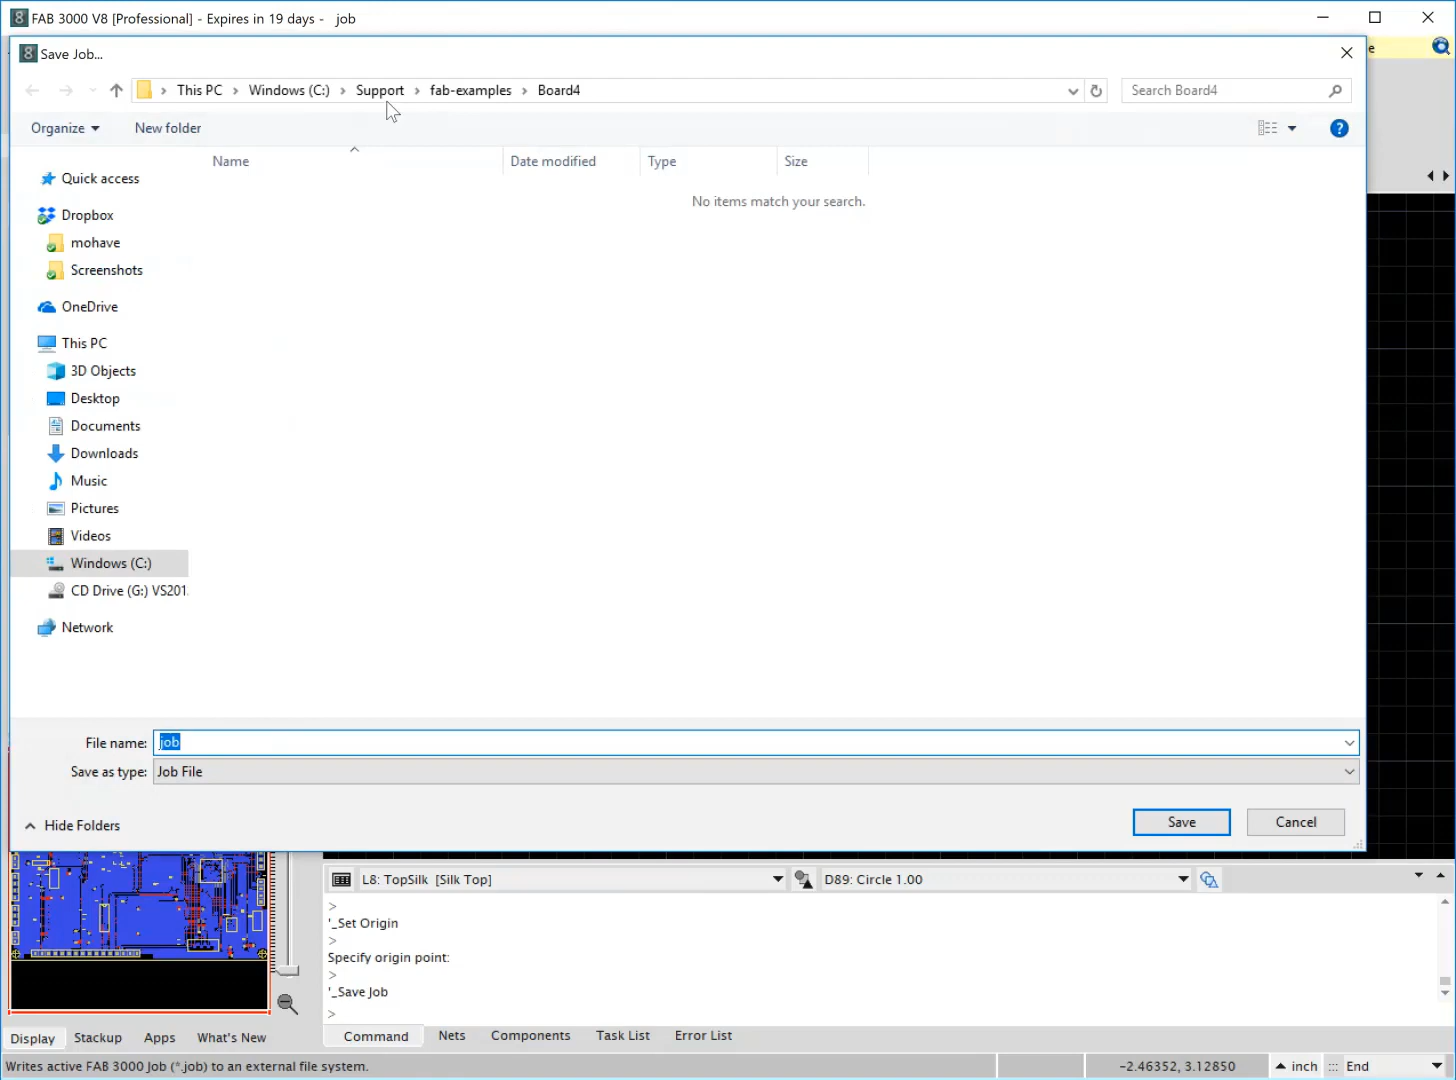 FAB 3000 V8 [Professional] - Expires in 19 days - job
Save Job...
e
This PC > Windows (C:) > Support > fab-examples > Board4
Search Board4
Organize
New folder
Name
Date modified
Type
Size
No items match your search.
Quick access
Dropbox
mohave
Screenshots
OneDrive
This PC
3D Objects
Desktop
Documents
Downloads
Music
Pictures
Videos
Windows (C:)
CD Drive (G:) VS201
Network
File name: job
Save as type: Job File
Hide Folders
Save
Cancel
L8: TopSilk [Silk Top]
D89: Circle 1.00
>
'_Set Origin
>
Specify origin point:
>
'_Save Job
>
Display
Stackup
Apps
What's New
Command
Nets
Components
Task List
Error List
Writes active FAB 3000 Job (*.job) to an external file system.
-2.46352, 3.12850
inch
::: End